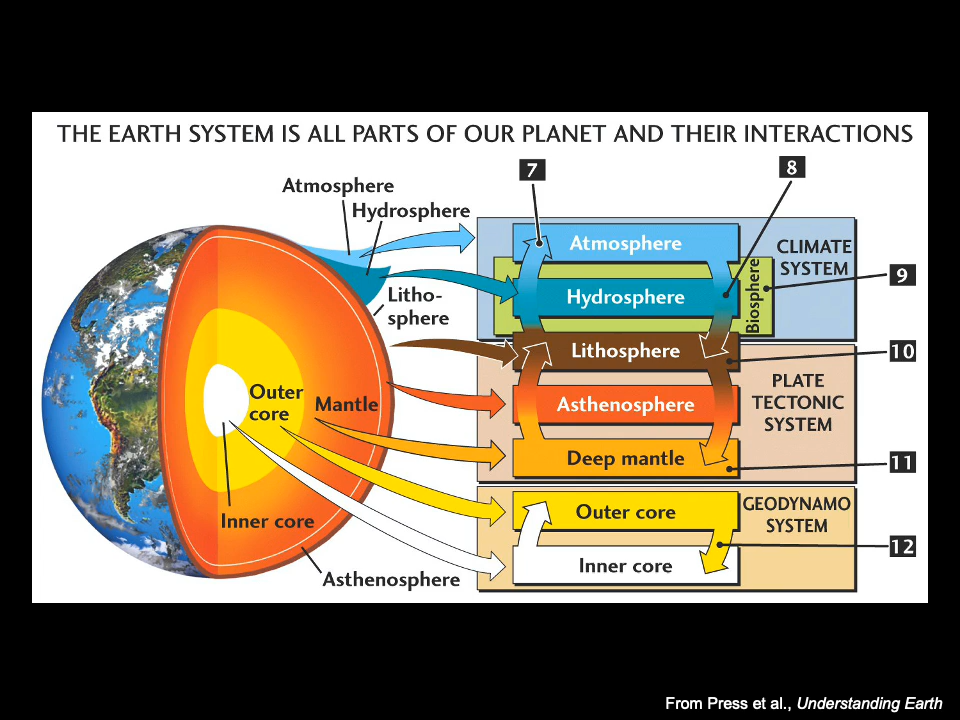 THE EARTH SYSTEM IS ALL PARTS OF OUR PLANET AND THEIR INTERACTIONS
7
8
Atmosphere
Hydrosphere
Litho-
sphere
Outer
core
Mantle
Inner core
Asthenosphere
Atmosphere
Hydrosphere
Biosphere
CLIMATE
SYSTEM
9
Lithosphere
10
Asthenosphere
Deep mantle
PLATE
TECTONIC
SYSTEM
11
Outer core
Inner core
GEODYNAMO
SYSTEM
12
From Press et al., Understanding Earth